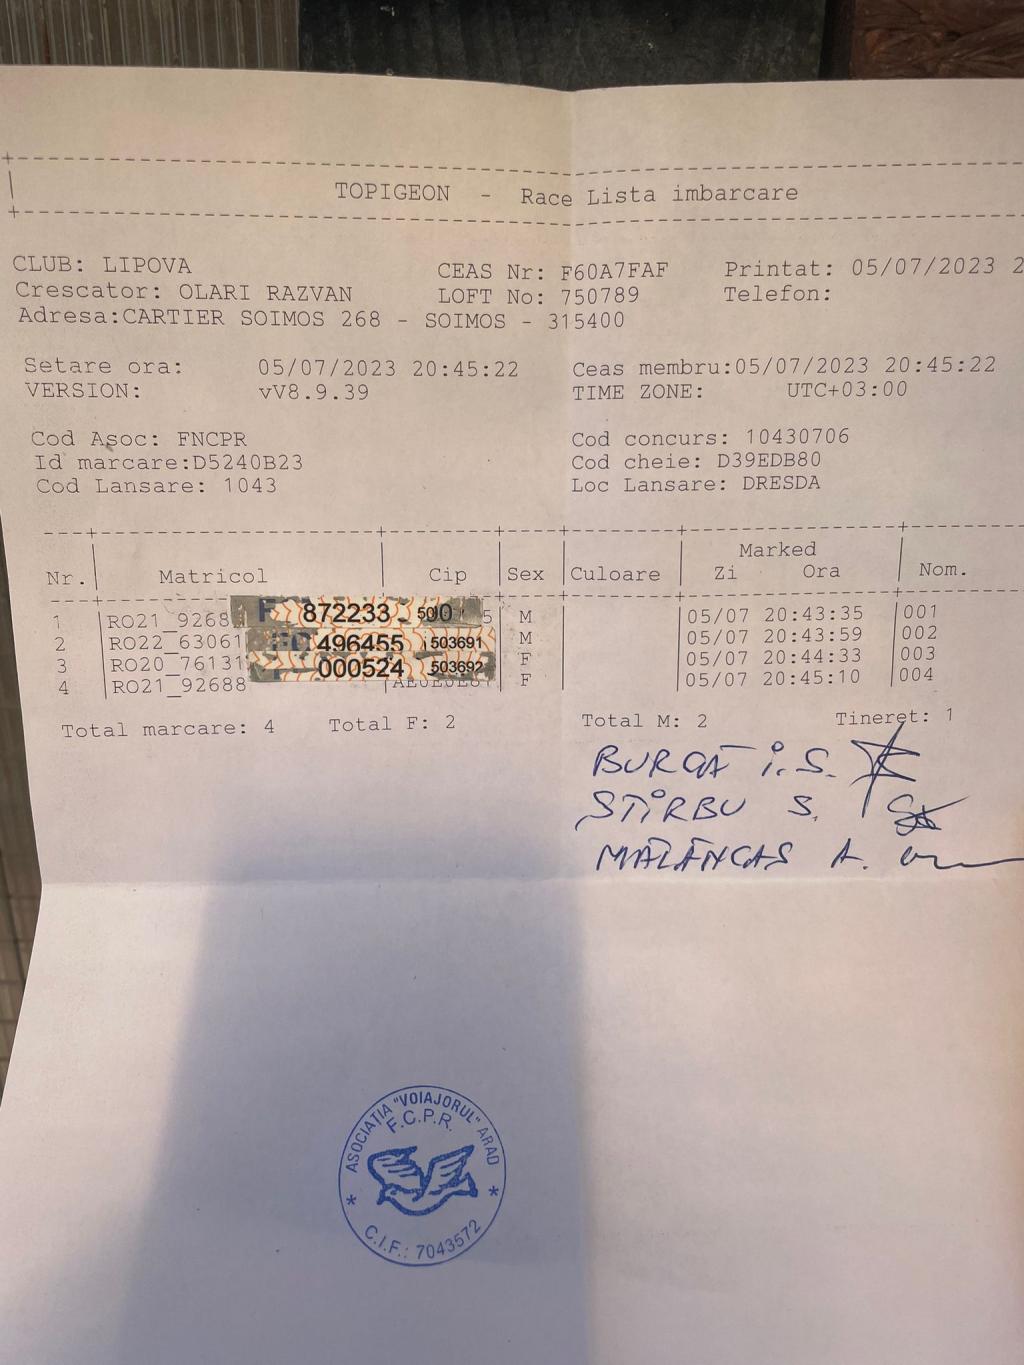 TOPIGEON - Race Lista imbarcare
CLUB: LIPOVA CEAS Nr: F60A7FAF Printat: 05/07/2023 2
Crescator: OLARI RAZVAN LOFT No: 750789 Telefon:
Adresa:CARTIER SOIMOS 268 - SOIMOS - 315400
Setare ora: 05/07/2023 20:45:22 Ceas membru:05/07/2023 20:45:22
VERSION: vV8.9.39 TIME ZONE: UTC+03:00
Cod Asoc: FNCPR Cod concurs: 10430706
Id marcare:D5240B23 Cod cheie: D39EDB80
Cod Lansare: 1043 Loc Lansare: DRESDA
Marked
Nr. Matricol Cip Sex Culoare Zi Ora Nom.
1 RO21_9268 872233 5 M 05/07 20:43:35 001
2 RO22_63061 496455 503691 M 05/07 20:43:59 002
3 RO20_76131 000524 503692 F 05/07 20:44:33 003
4 RO21_92688 F 05/07 20:45:10 004
Total marcare: 4 Total F: 2 Total M: 2 Tineret: 1
BURCĂ I.S.
STIRBU S.
MĂLÂNCAS A.
ASOCIATIA "VOIAJORUL" ARAD
F.C.P.R.
* C.I.F.: 7043572 *